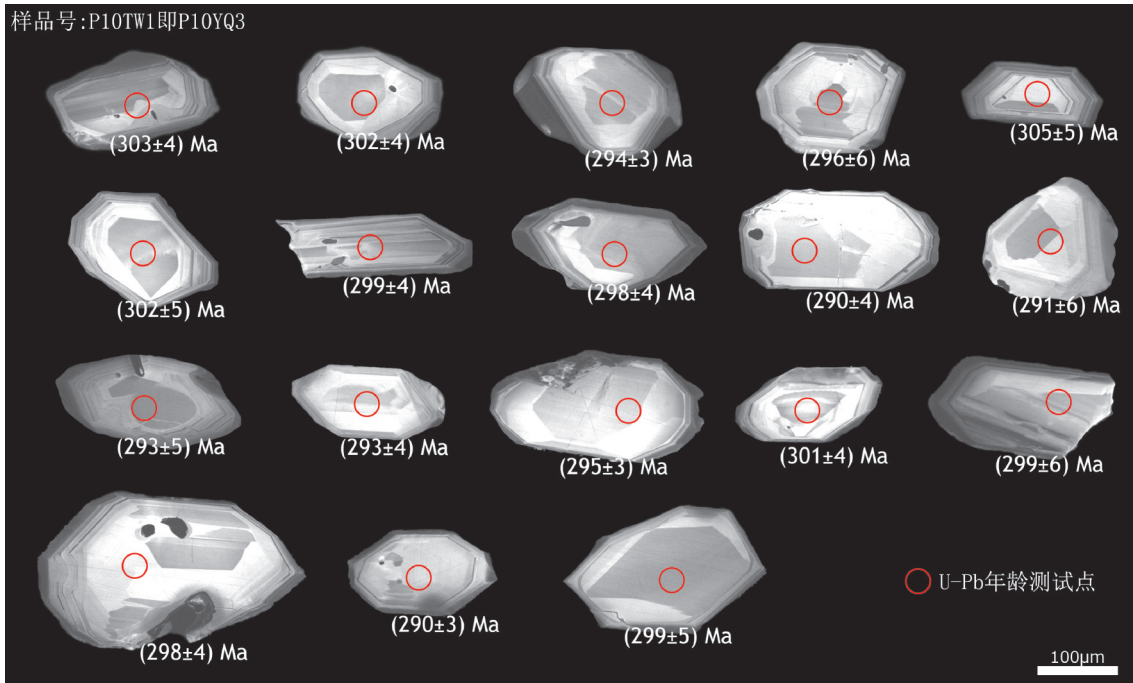 样品号:P10TW1即P10YQ3
(303±4) Ma
(302±4) Ma
(294±3) Ma
(296±6) Ma
(305±5) Ma
(302±5) Ma
(299±4) Ma
(298±4) Ma
(290±4) Ma
(291±6) Ma
(293±5) Ma
(293±4) Ma
(295±3) Ma
(301±4) Ma
(299±6) Ma
(298±4) Ma
(290±3) Ma
(299±5) Ma
U-Pb年龄测试点
100μm